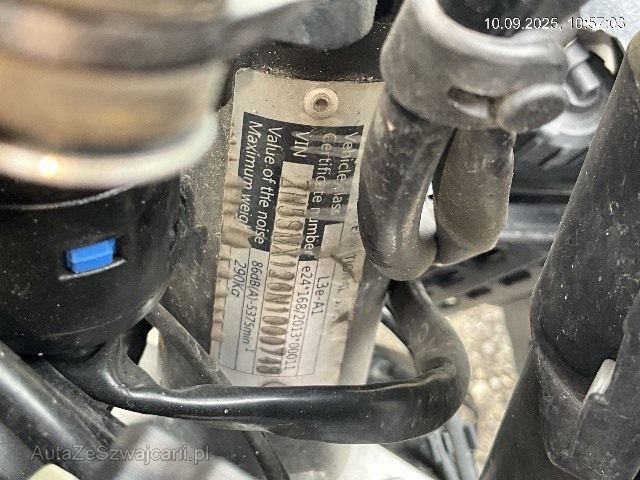 10.09.2025, 10:57:03
Vehicle class L3e-A1
Certificate number e24*168/2013*00011
VIN
Value of the noise 86dB(A)-5375min-1
Maximum weig 290Kg
AutaZeSzwajcarii.pl